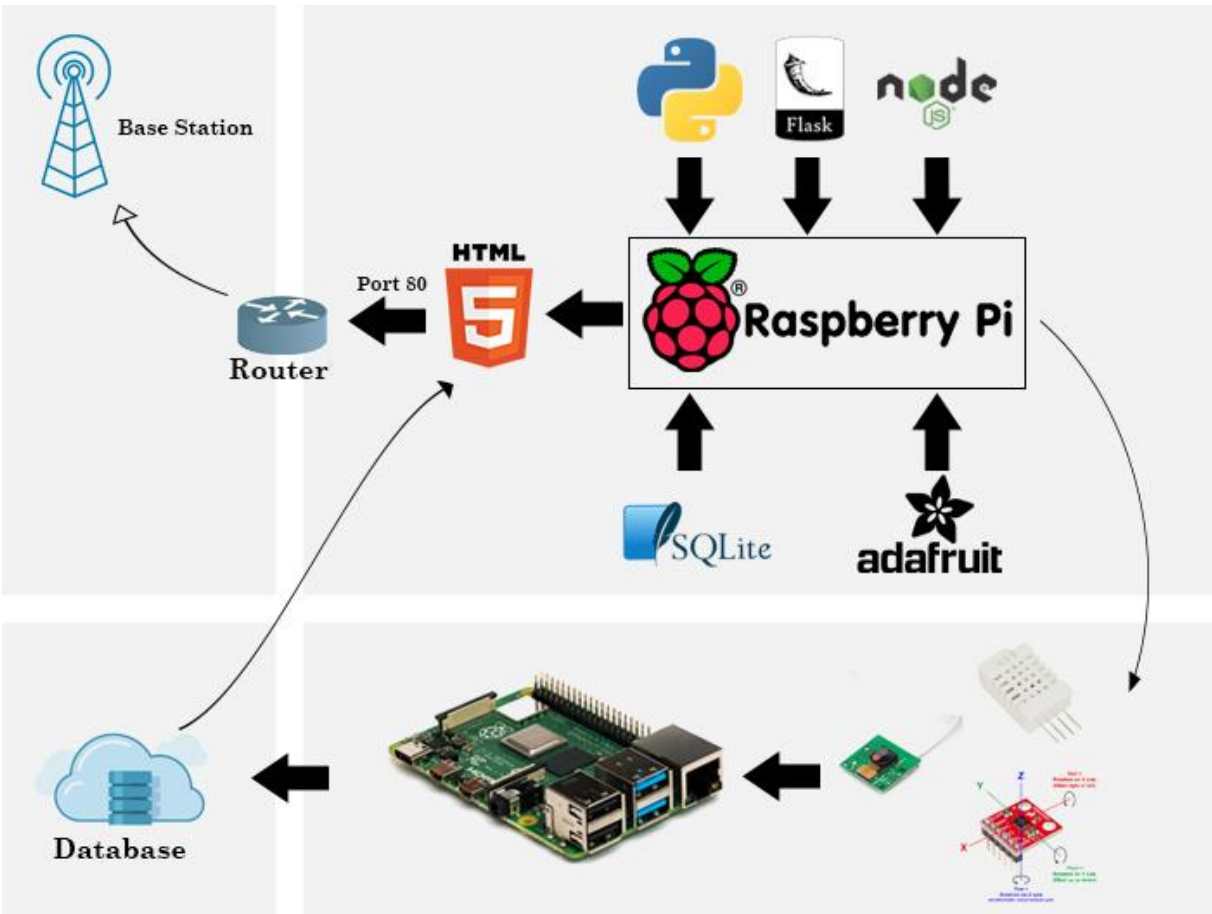 Base Station
Flask
node
JS
HTML
5
Port 80
Raspberry Pi
®
Router
SQLite
adafruit
Database
Z
Y
X